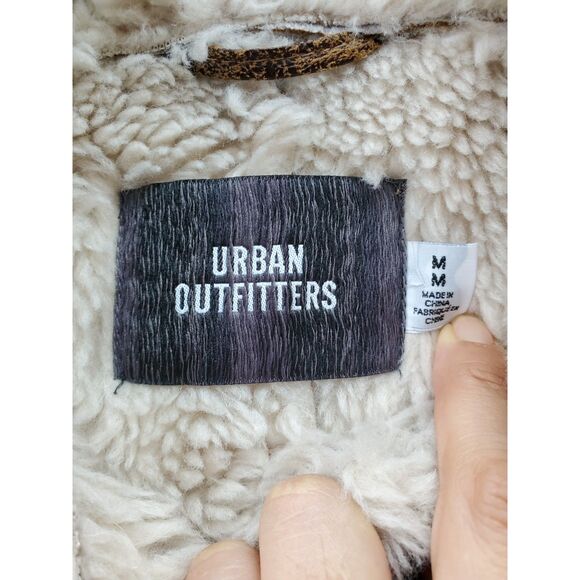 URBAN
OUTFITTERS
M
M
MADE IN
CHINA
FABRIQUÉ EN
CHINE